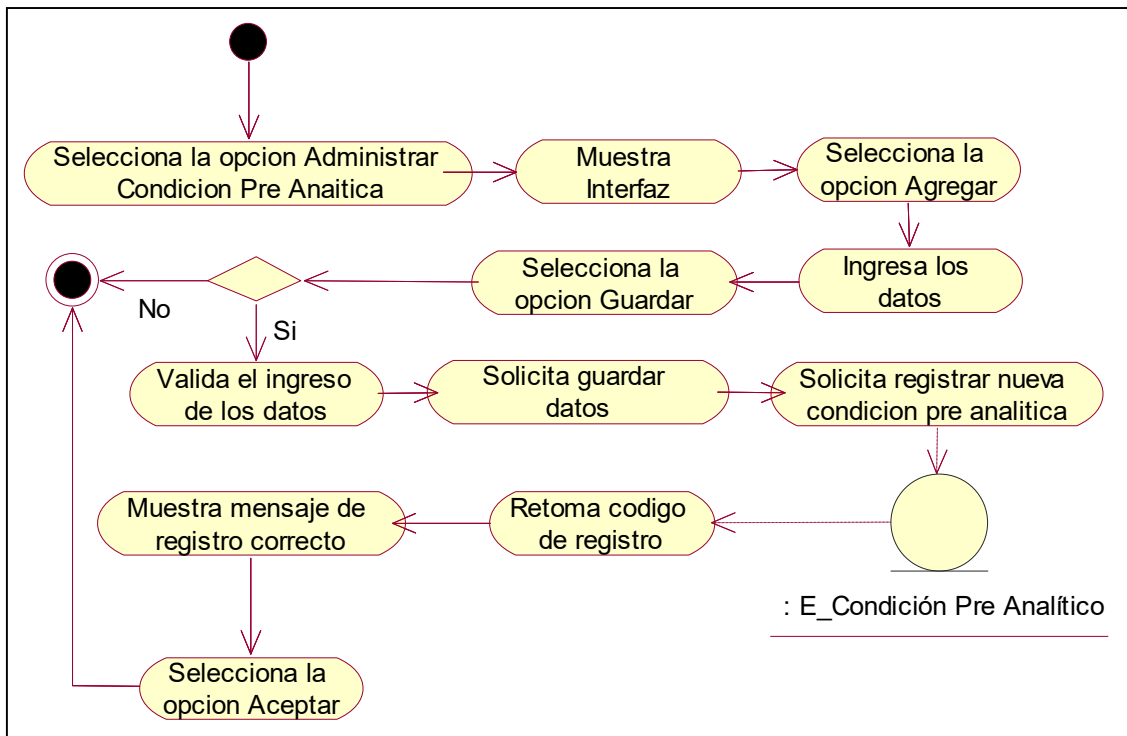 Selecciona la opcion Administrar
Condicion Pre Anaitica
Muestra
Interfaz
Selecciona la
opcion Agregar
Ingresa los
datos
Selecciona la
opcion Guardar
No
Si
Valida el ingreso
de los datos
Solicita guardar
datos
Solicita registrar nueva
condicion pre analitica
: E_Condición Pre Analítico
Retoma codigo
de registro
Muestra mensaje de
registro correcto
Selecciona la
opcion Aceptar